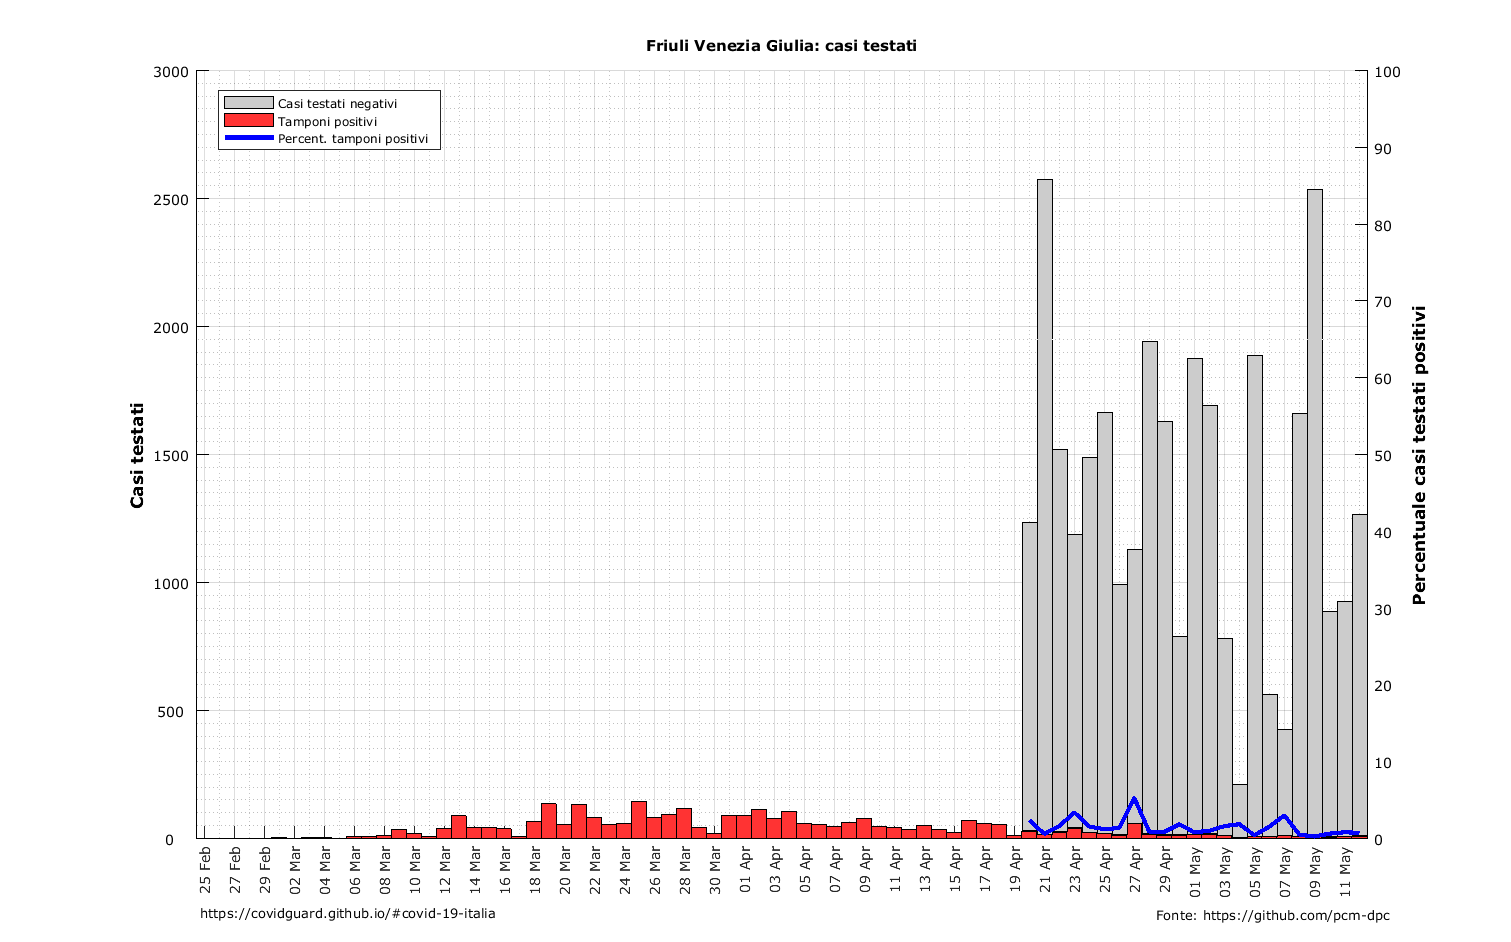 Friuli Venezia Giulia: casi testati
Casi testati negativi
Tamponi positivi
Percent. tamponi positivi
Casi testati
3000
2500
2000
1500
1000
500
0
100
90
80
70
60
50
40
30
20
10
0
Percentuale casi testati positivi
25 Feb
27 Feb
29 Feb
02 Mar
04 Mar
06 Mar
08 Mar
10 Mar
12 Mar
14 Mar
16 Mar
18 Mar
20 Mar
22 Mar
24 Mar
26 Mar
28 Mar
30 Mar
01 Apr
03 Apr
05 Apr
07 Apr
09 Apr
11 Apr
13 Apr
15 Apr
17 Apr
19 Apr
21 Apr
23 Apr
25 Apr
27 Apr
29 Apr
01 May
03 May
05 May
07 May
09 May
11 May
https://covidguard.github.io/#covid-19-italia
Fonte: https://github.com/pcm-dpc